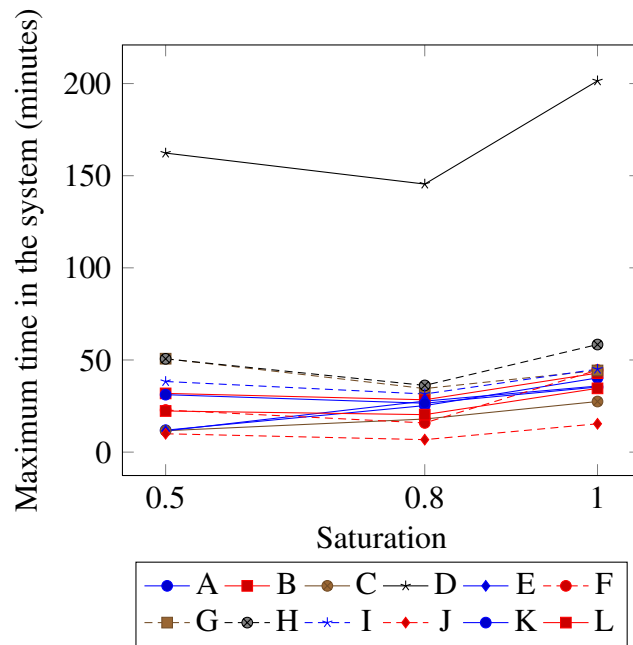 Maximum time in the system (minutes)
200
150
100
50
0
0.5 0.8 1
Saturation
A B C D E F
G H I J K L